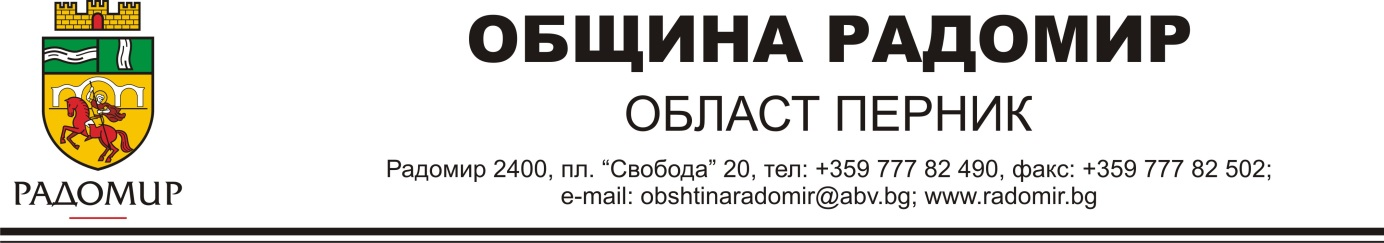 ОБЩИНА РАДОМИР
ОБЛАСТ ПЕРНИК
Радомир 2400, пл. “Свобода” 20, тел: +359 777 82 490, факс: +359 777 82 502;
e-mail: obshtinaradomir@abv.bg; www.radomir.bg
РАДОМИР